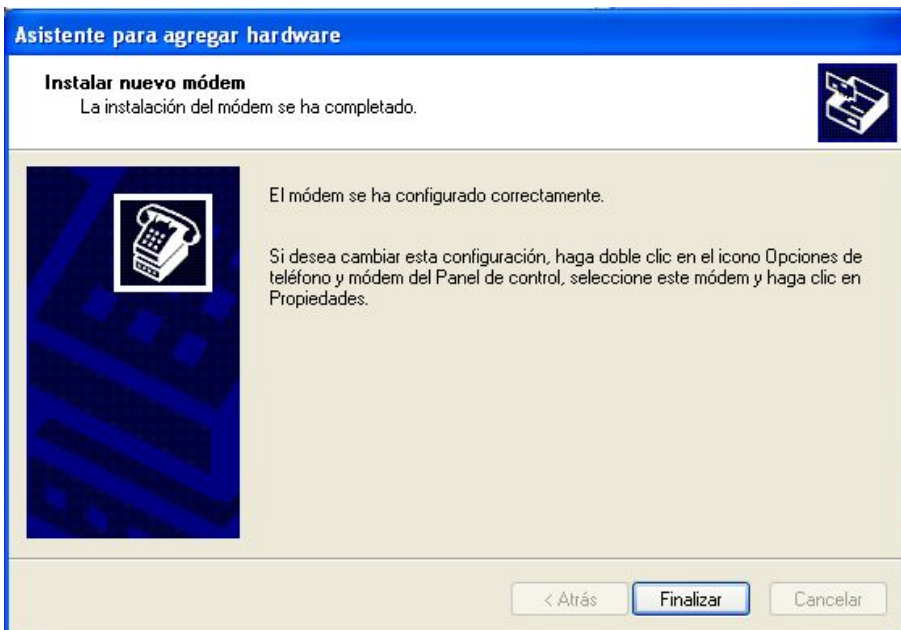 Asistente para agregar hardware
Instalar nuevo módem
La instalación del módem se ha completado.
El módem se ha configurado correctamente.
Si desea cambiar esta configuración, haga doble clic en el icono Opciones de
teléfono y módem del Panel de control, seleccione este módem y haga clic en
Propiedades.
< Atrás
Finalizar
Cancelar